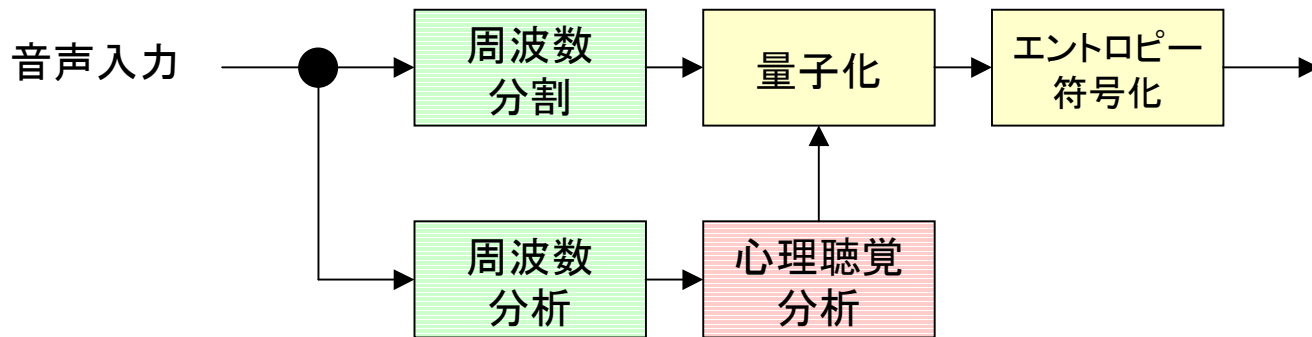 音声入力
周波数
分割
量子化
エントロピー
符号化
周波数
分析
心理聴覚
分析